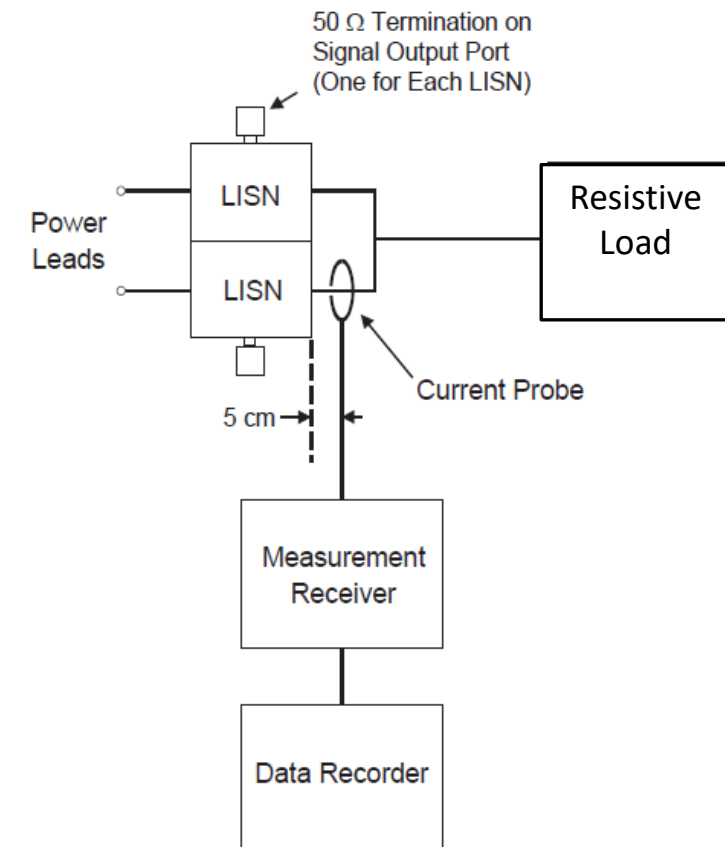 50 Ω Termination on
Signal Output Port
(One for Each LISN)
LISN
Power
Leads
LISN
Resistive
Load
Current Probe
5 cm
Measurement
Receiver
Data Recorder